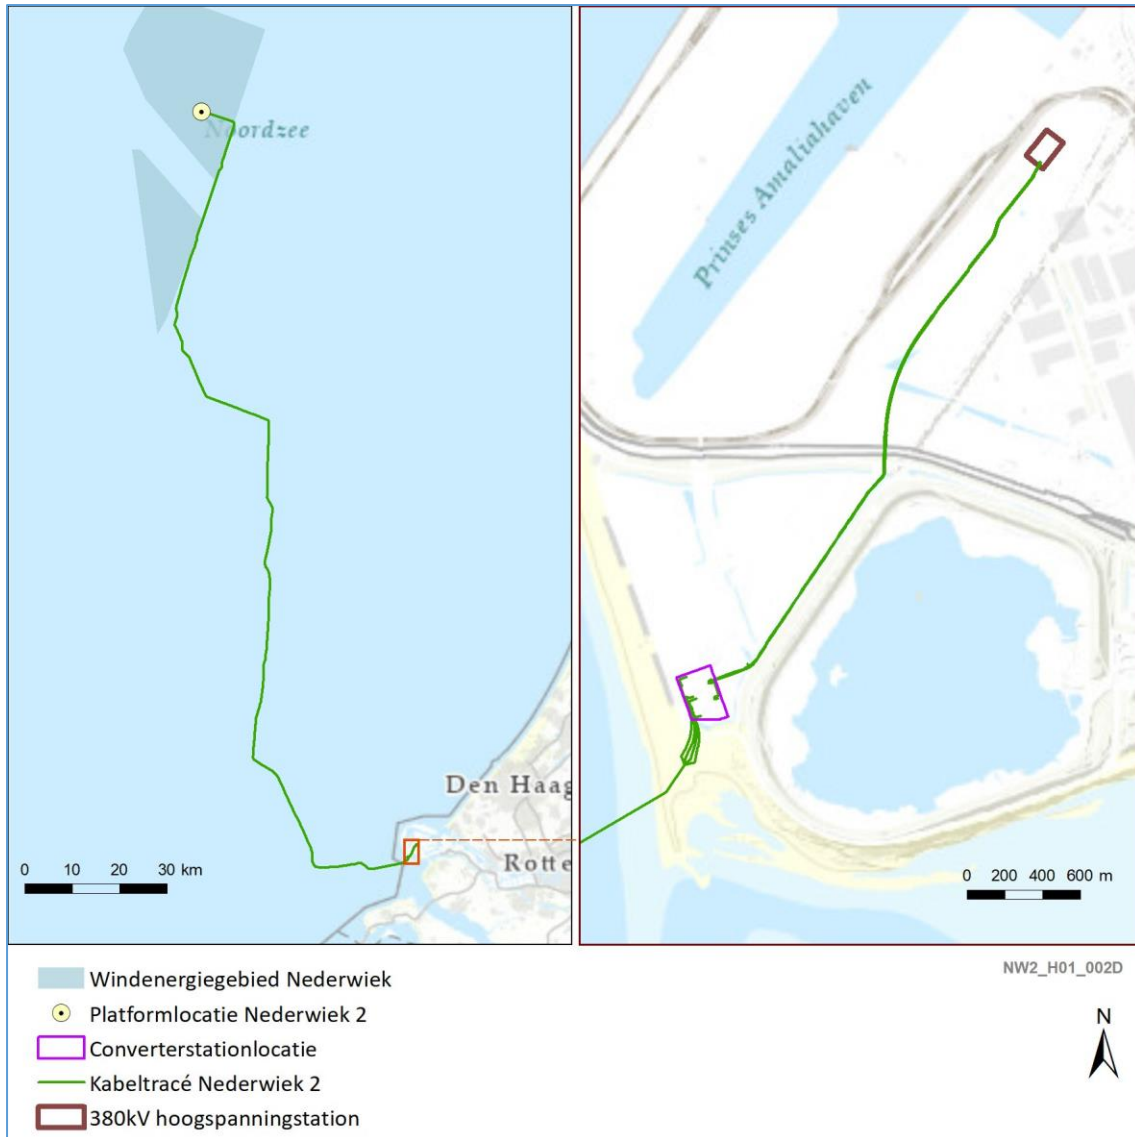 Noordzee
Den Haag
Rotte
0 10 20 30 km
Prinses Amaliahaven
0 200 400 600 m
NW2_H01_002D
N
Windenergiegebied Nederwiek
Platformlocatie Nederwiek 2
Converterstationlocatie
Kabeltracé Nederwiek 2
380kV hoogspanningstation